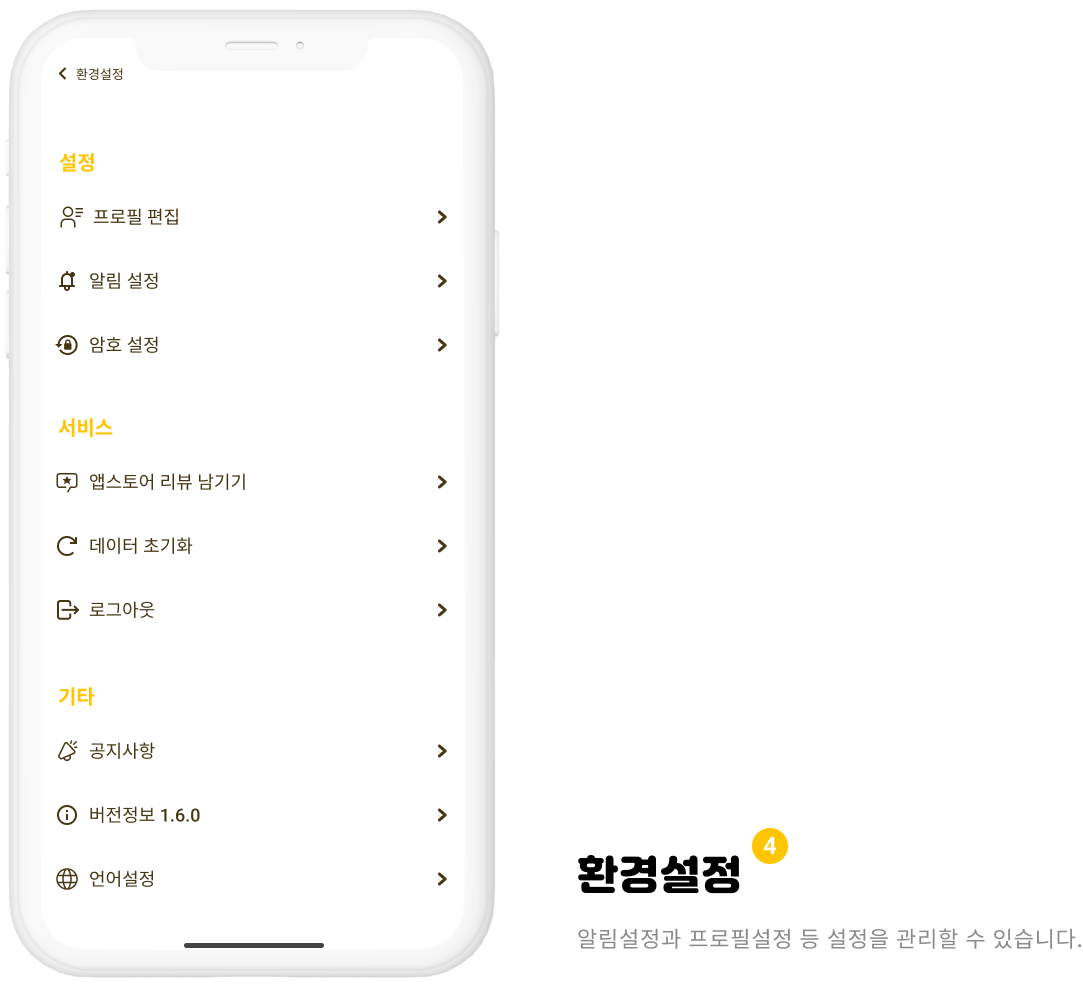 환경설정
설정
프로필 편집
알림 설정
암호 설정
서비스
앱스토어 리뷰 남기기
데이터 초기화
로그아웃
기타
공지사항
버전정보 1.6.0
언어설정
환경설정 4
알림설정과 프로필설정 등 설정을 관리할 수 있습니다.